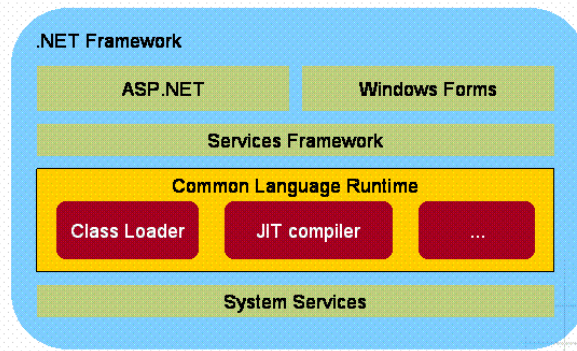 .NET Framework
ASP.NET
Windows Forms
Services Framework
Common Language Runtime
Class Loader
JIT compiler
...
System Services